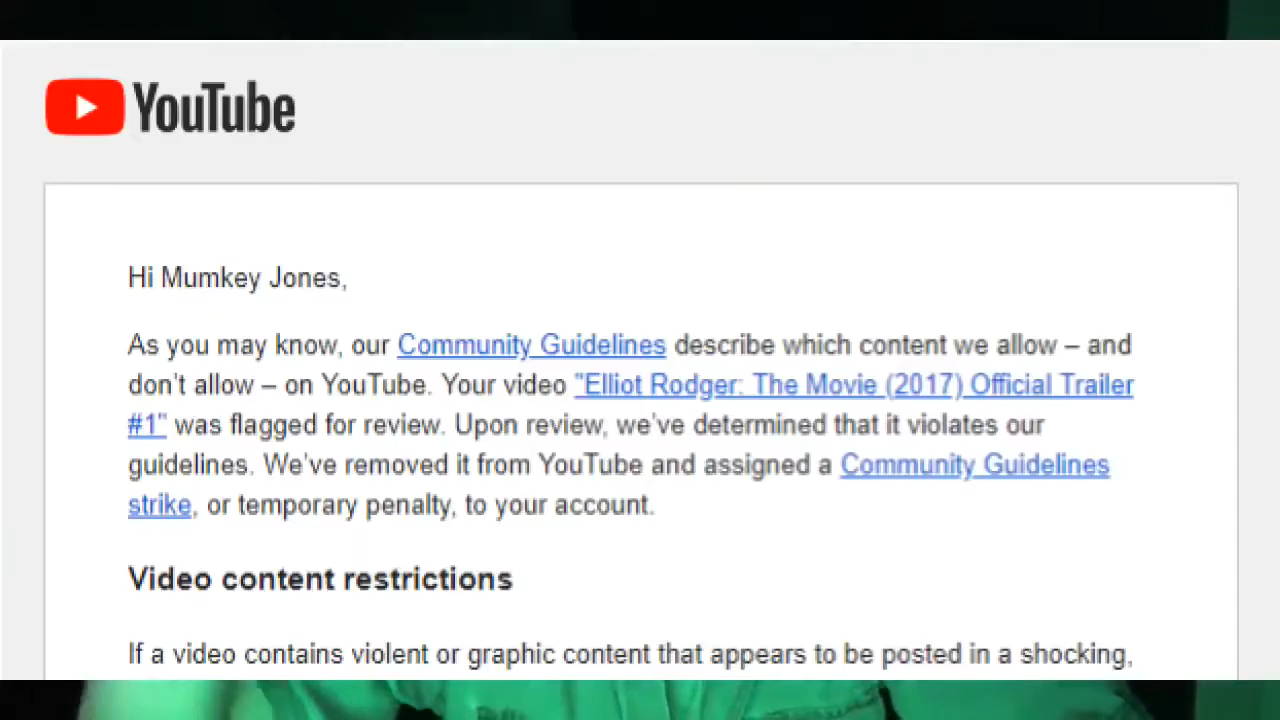 YouTube
Hi Mumkey Jones,
As you may know, our Community Guidelines describe which content we allow – and
don't allow – on YouTube. Your video "Elliot Rodger: The Movie (2017) Official Trailer
#1" was flagged for review. Upon review, we've determined that it violates our
guidelines. We've removed it from YouTube and assigned a Community Guidelines
strike, or temporary penalty, to your account.
Video content restrictions
If a video contains violent or graphic content that appears to be posted in a shocking,